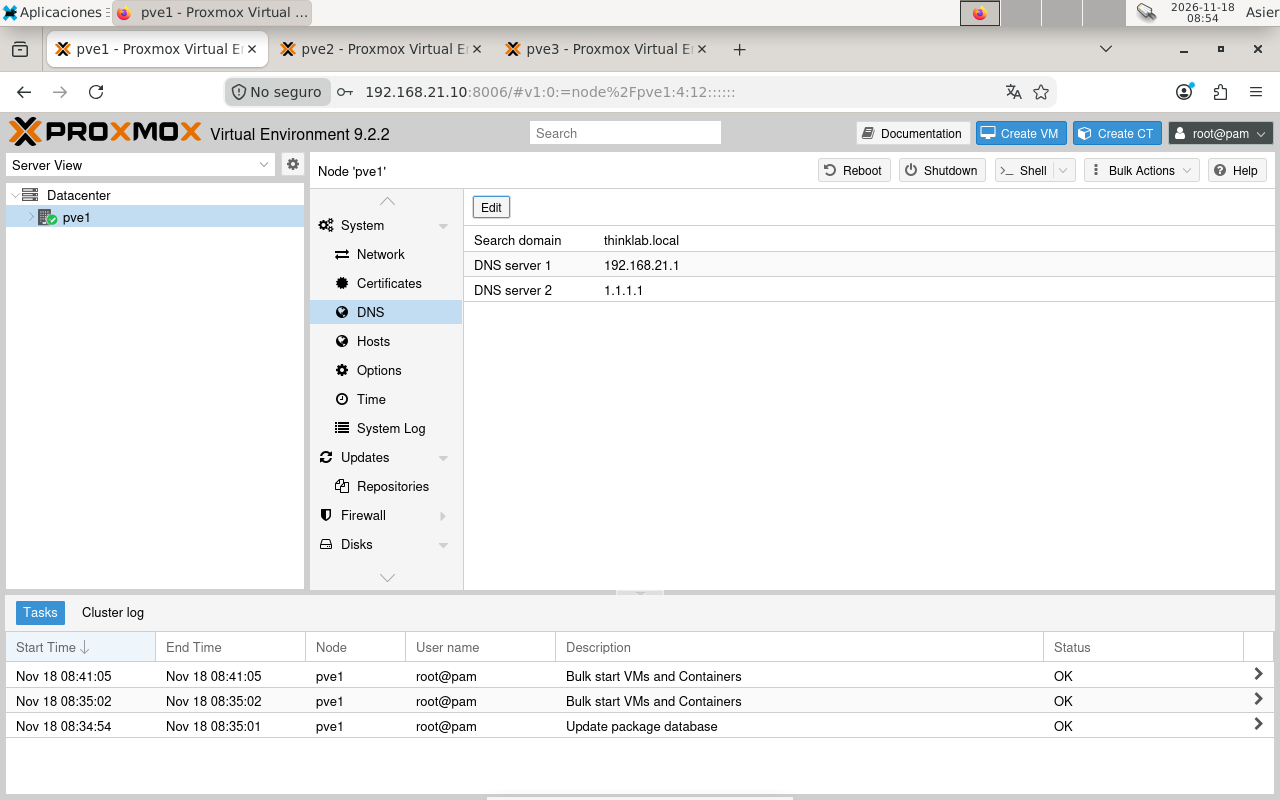 Aplicaciones
pve1 - Proxmox Virtual ...
2026-11-18
08:54
Asier
pve1 - Proxmox Virtual E
pve2 - Proxmox Virtual E
pve3 - Proxmox Virtual E
No seguro
192.168.21.10:8006/#v1:0:=node%2Fpve1:4:12::::::
PROXMOX Virtual Environment 9.2.2
Search
Documentation
Create VM
Create CT
root@pam
Server View
Node 'pve1'
Reboot
Shutdown
Shell
Bulk Actions
Help
Datacenter
pve1
System
Network
Certificates
DNS
Hosts
Options
Time
System Log
Updates
Repositories
Firewall
Disks
Edit
Search domain thinklab.local
DNS server 1 192.168.21.1
DNS server 2 1.1.1.1
Tasks Cluster log
Start Time End Time Node User name Description Status
Nov 18 08:41:05 Nov 18 08:41:05 pve1 root@pam Bulk start VMs and Containers OK
Nov 18 08:35:02 Nov 18 08:35:02 pve1 root@pam Bulk start VMs and Containers OK
Nov 18 08:34:54 Nov 18 08:35:01 pve1 root@pam Update package database OK